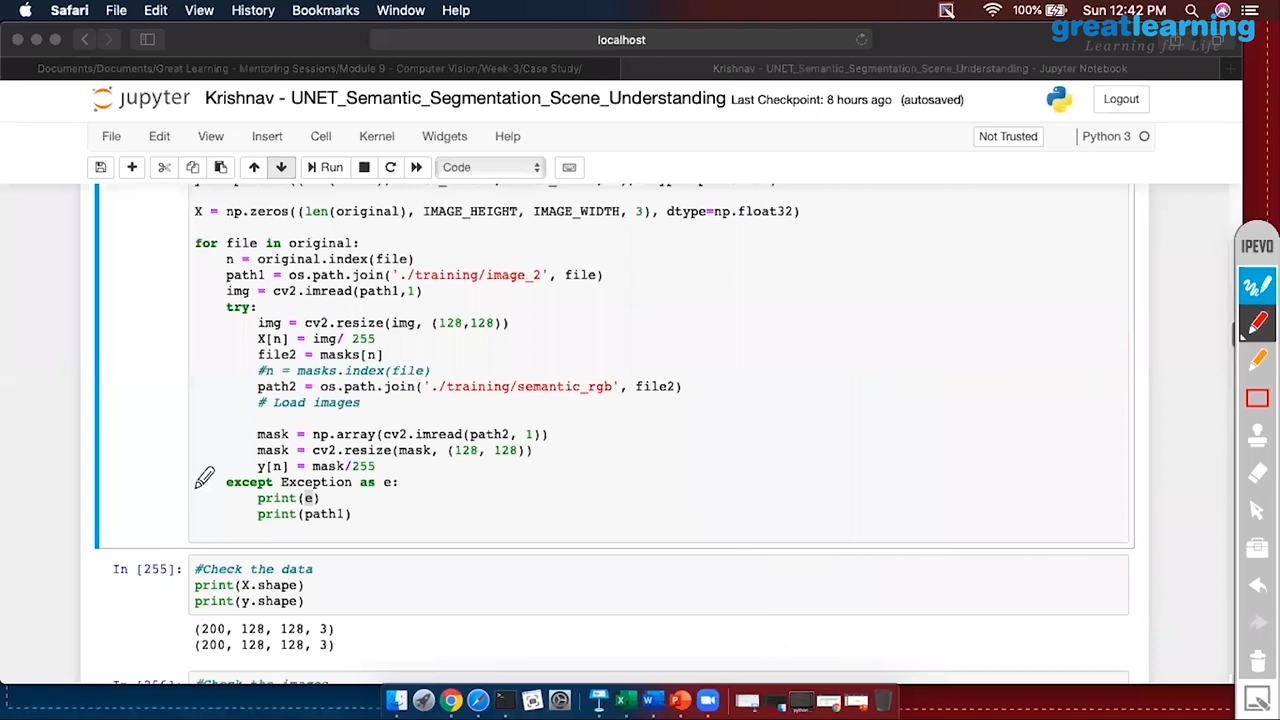 Safari File Edit View History Bookmarks Window Help 100% Sun 12:42 PM
greatlearning
Learning for Life
localhost
Documents/Documents/Great Learning - Mentoring Sessions/Module 9 - Computer Vision/Week-3/Case Study/ Krishnav - UNET_Semantic_Segmentation_Scene_Understanding - Jupyter Notebook
jupyter Krishnav - UNET_Semantic_Segmentation_Scene_Understanding Last Checkpoint: 8 hours ago (autosaved) Logout
File Edit View Insert Cell Kernel Widgets Help Not Trusted Python 3
Run Code
X = np.zeros((len(original), IMAGE_HEIGHT, IMAGE_WIDTH, 3), dtype=np.float32)
IPEVO
for file in original:
n = original.index(file)
path1 = os.path.join('./training/image_2', file)
img = cv2.imread(path1,1)
try:
img = cv2.resize(img, (128,128))
X[n] = img/ 255
file2 = masks[n]
#n = masks.index(file)
path2 = os.path.join('./training/semantic_rgb', file2)
# Load images
mask = np.array(cv2.imread(path2, 1))
mask = cv2.resize(mask, (128, 128))
y[n] = mask/255
except Exception as e:
print(e)
print(path1)
In [255]: #Check the data
print(X.shape)
print(y.shape)
(200, 128, 128, 3)
(200, 128, 128, 3)